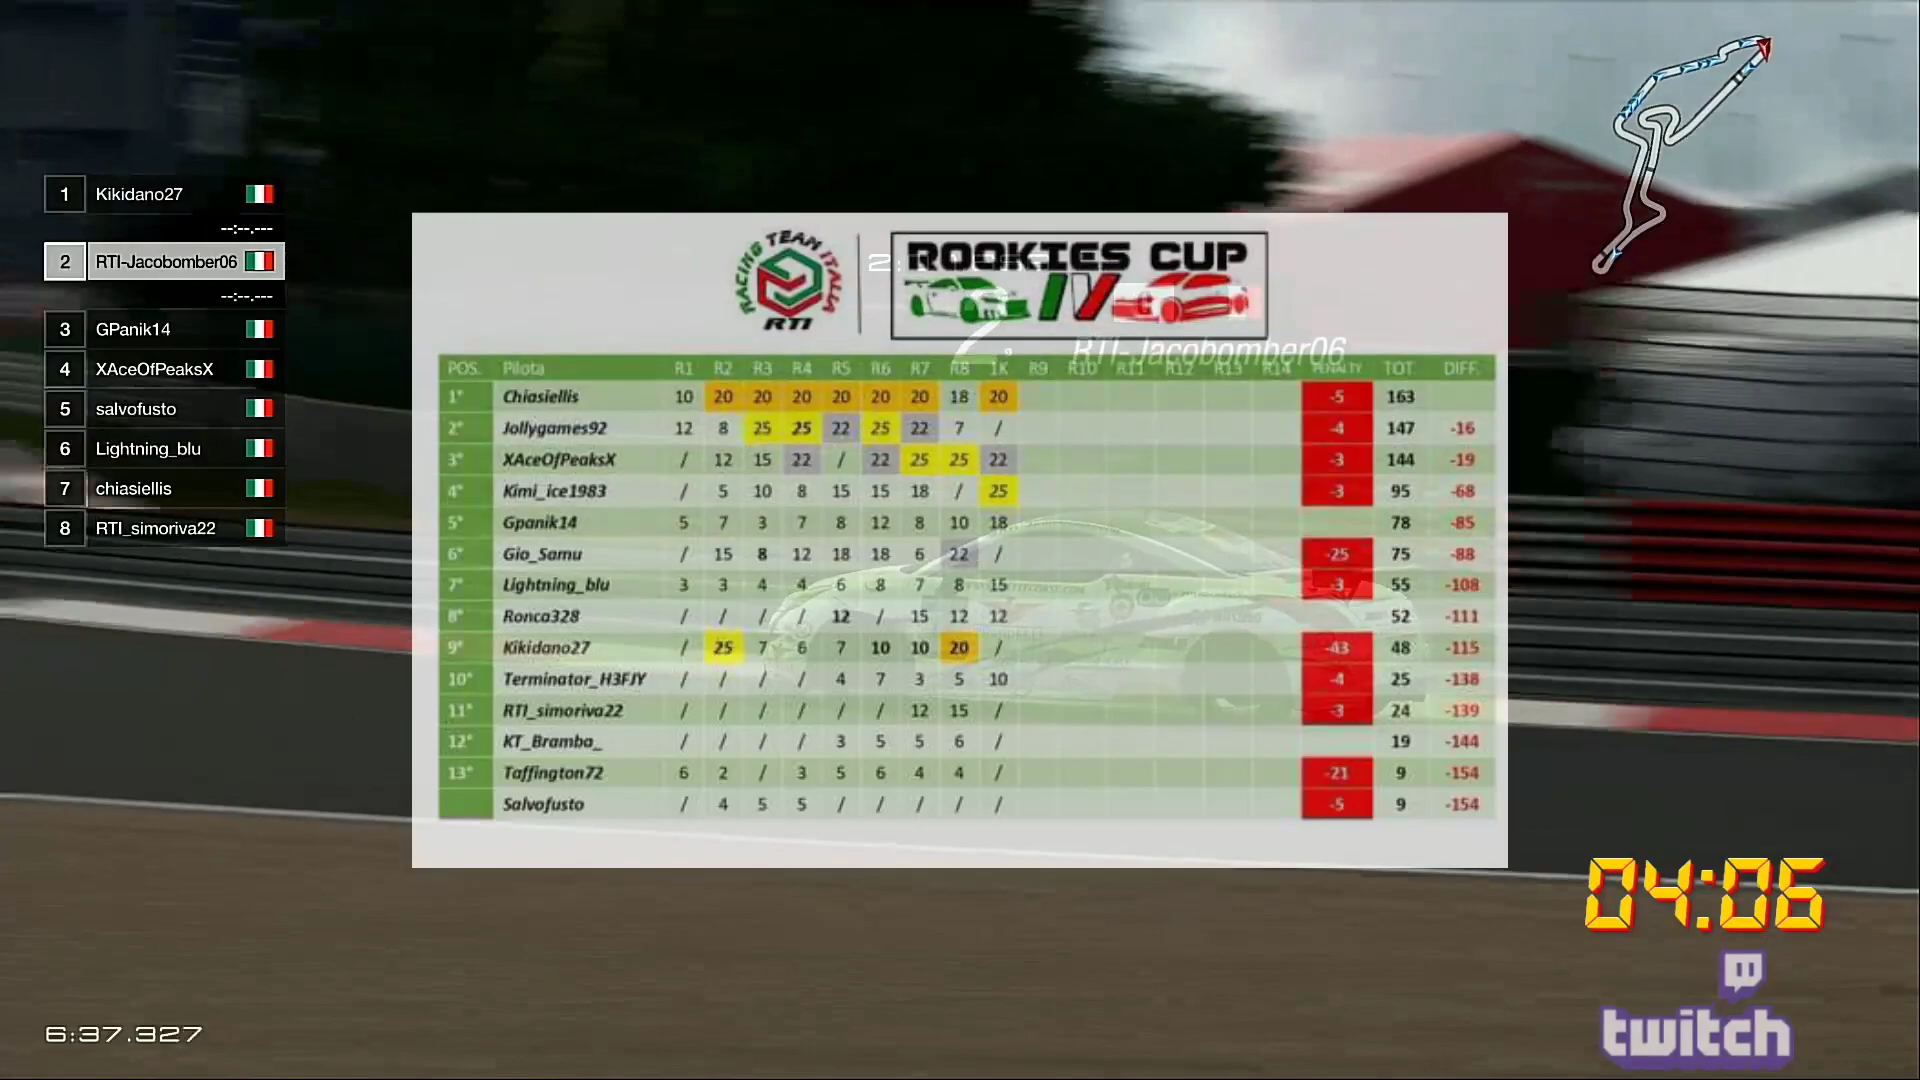 1 Kikidano27
--:--.---
2 RTI-Jacobomber06
--:--.---
3 GPanik14
4 XAceOfPeaksX
5 salvofusto
6 Lightning_blu
7 chiasiellis
8 RTI_simoriva22
RACING TEAM ITALIA
RTI
ROOKIES CUP
IV
2
RTI-Jacobomber06
POS. Pilota R1 R2 R3 R4 R5 R6 R7 R8 1K R9 R10 R11 R12 R13 R14 PENALTY TOT. DIFF.
1° Chiasiellis 10 20 20 20 20 20 20 18 20 -5 163
2° Jollygames92 12 8 25 25 22 25 22 7 / -4 147 -16
3° XAceOfPeaksX / 12 15 22 / 22 25 25 22 -3 144 -19
4° Kimi_ice1983 / 5 10 8 15 15 18 / 25 -3 95 -68
5° Gpanik14 5 7 3 7 8 12 8 10 18 78 -85
6° Gio_Samu / 15 8 12 18 18 6 22 / -25 75 -88
7° Lightning_blu 3 3 4 4 6 8 7 8 15 -3 55 -108
8° Ronca328 / / / / 12 / 15 12 12 52 -111
9° Kikidano27 / 25 7 6 7 10 10 20 / -43 48 -115
10° Terminator_H3FJY / / / / 4 7 3 5 10 -4 25 -138
11° RTI_simoriva22 / / / / / / 12 15 / -3 24 -139
12° KT_Bramba_ / / / / 3 5 5 6 / 19 -144
13° Taffington72 6 2 / 3 5 6 4 4 / -21 9 -154
Salvofusto / 4 5 5 / / / / / -5 9 -154
04:06
twitch
6:37.327